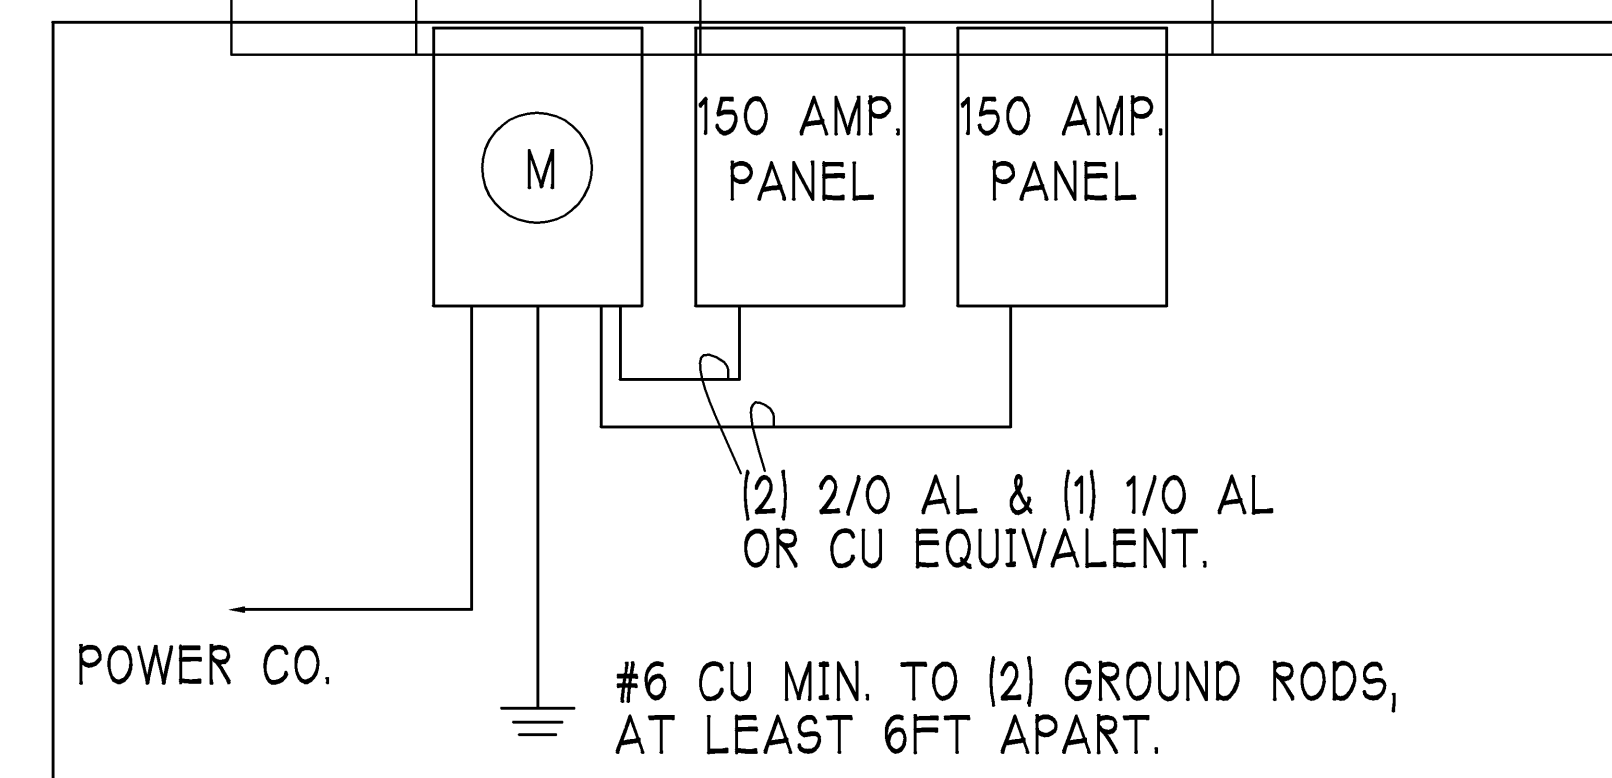 M
150 AMP.
PANEL
150 AMP.
PANEL
(2) 2/0 AL & (1) 1/0 AL
OR CU EQUIVALENT.
POWER CO.
#6 CU MIN. TO (2) GROUND RODS,
AT LEAST 6FT APART.